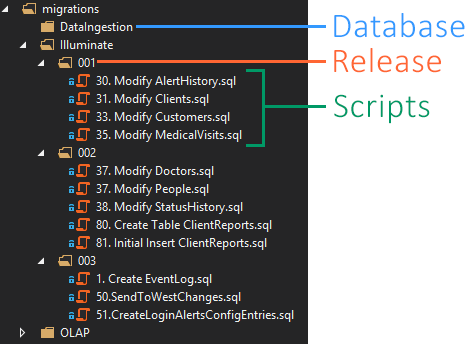 migrations
DataIngestion
Database
Illuminate
001
Release
30. Modify AlertHistory.sql
31. Modify Clients.sql
33. Modify Customers.sql
35. Modify MedicalVisits.sql
Scripts
002
37. Modify Doctors.sql
37. Modify People.sql
38. Modify StatusHistory.sql
80. Create Table ClientReports.sql
81. Initial Insert ClientReports.sql
003
1. Create EventLog.sql
50.SendToWestChanges.sql
51.CreateLoginAlertsConfigEntries.sql
OLAP